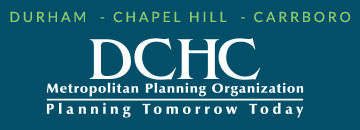 DURHAM - CHAPEL HILL - CARRBORO
DCHC
Metropolitan Planning Organization
Planning Tomorrow Today